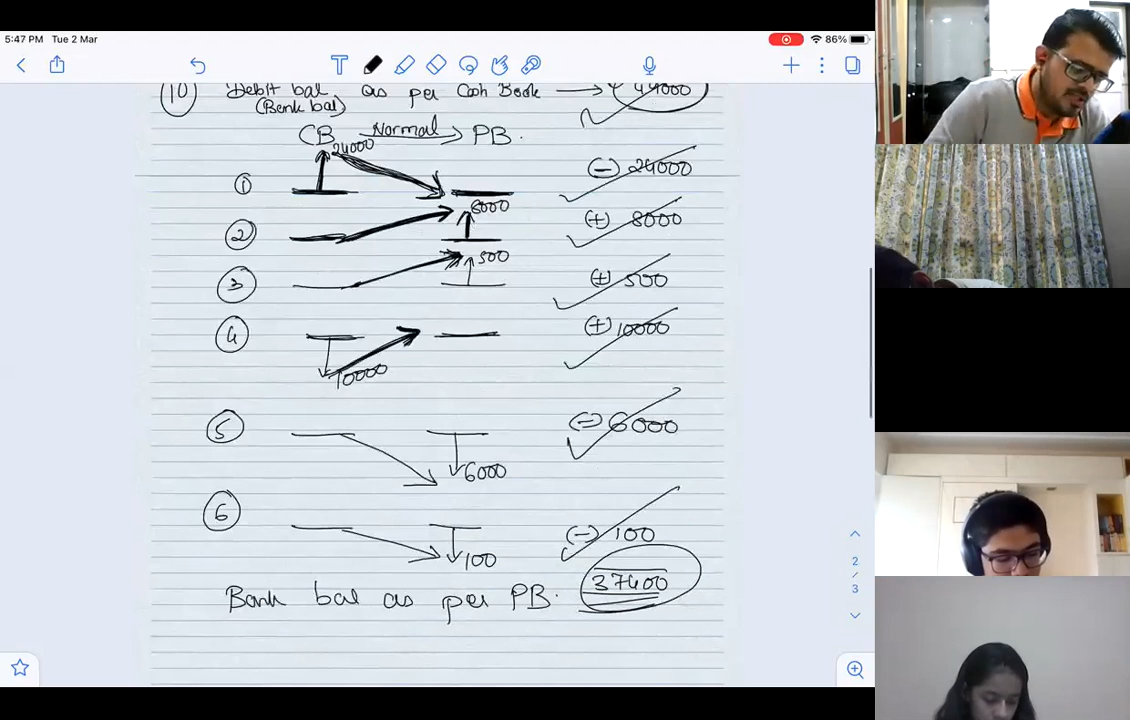 5:47 PM Tue 2 Mar
86%
T
10 Debit bal as per Cash Book → 49000
(Bank bal)
CB Normal → PB.
24000
1 (-) 24000
8000
2 (+) 8000
500
3 (+) 500
4 (+) 10000
10000
5 (-) 6000
6000
6 (-) 100
100
Bank bal as per PB. 37400
2
/
3